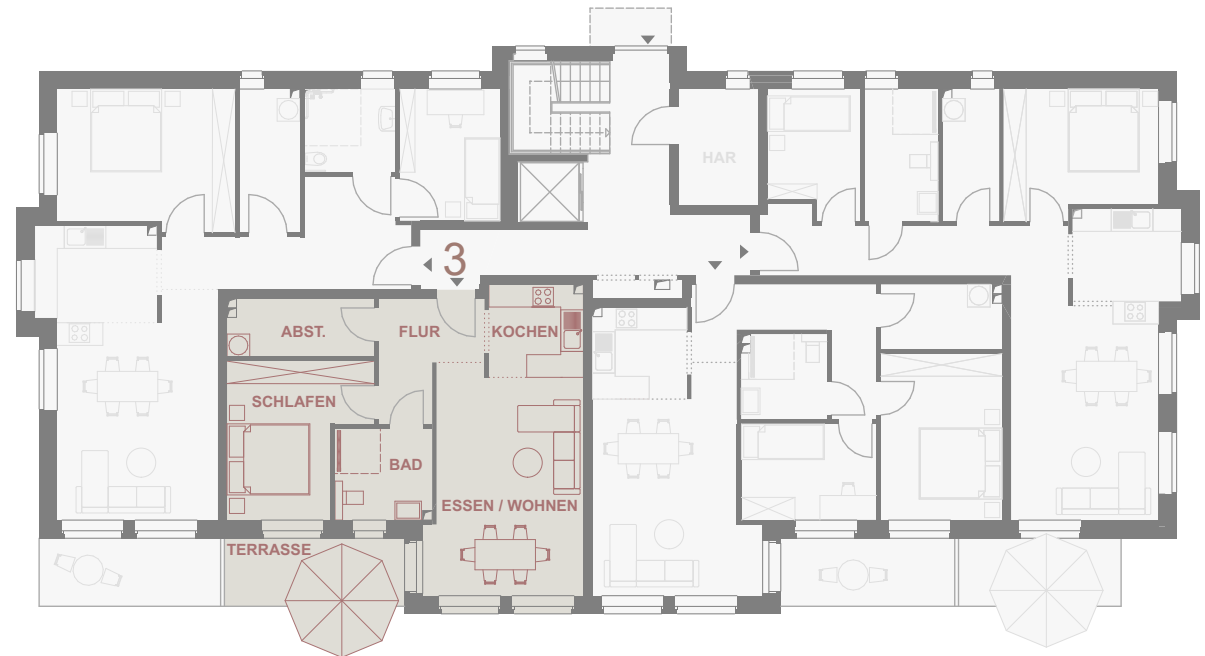 HAR
3
ABST.
FLUR
KOCHEN
SCHLAFEN
BAD
ESSEN / WOHNEN
TERRASSE